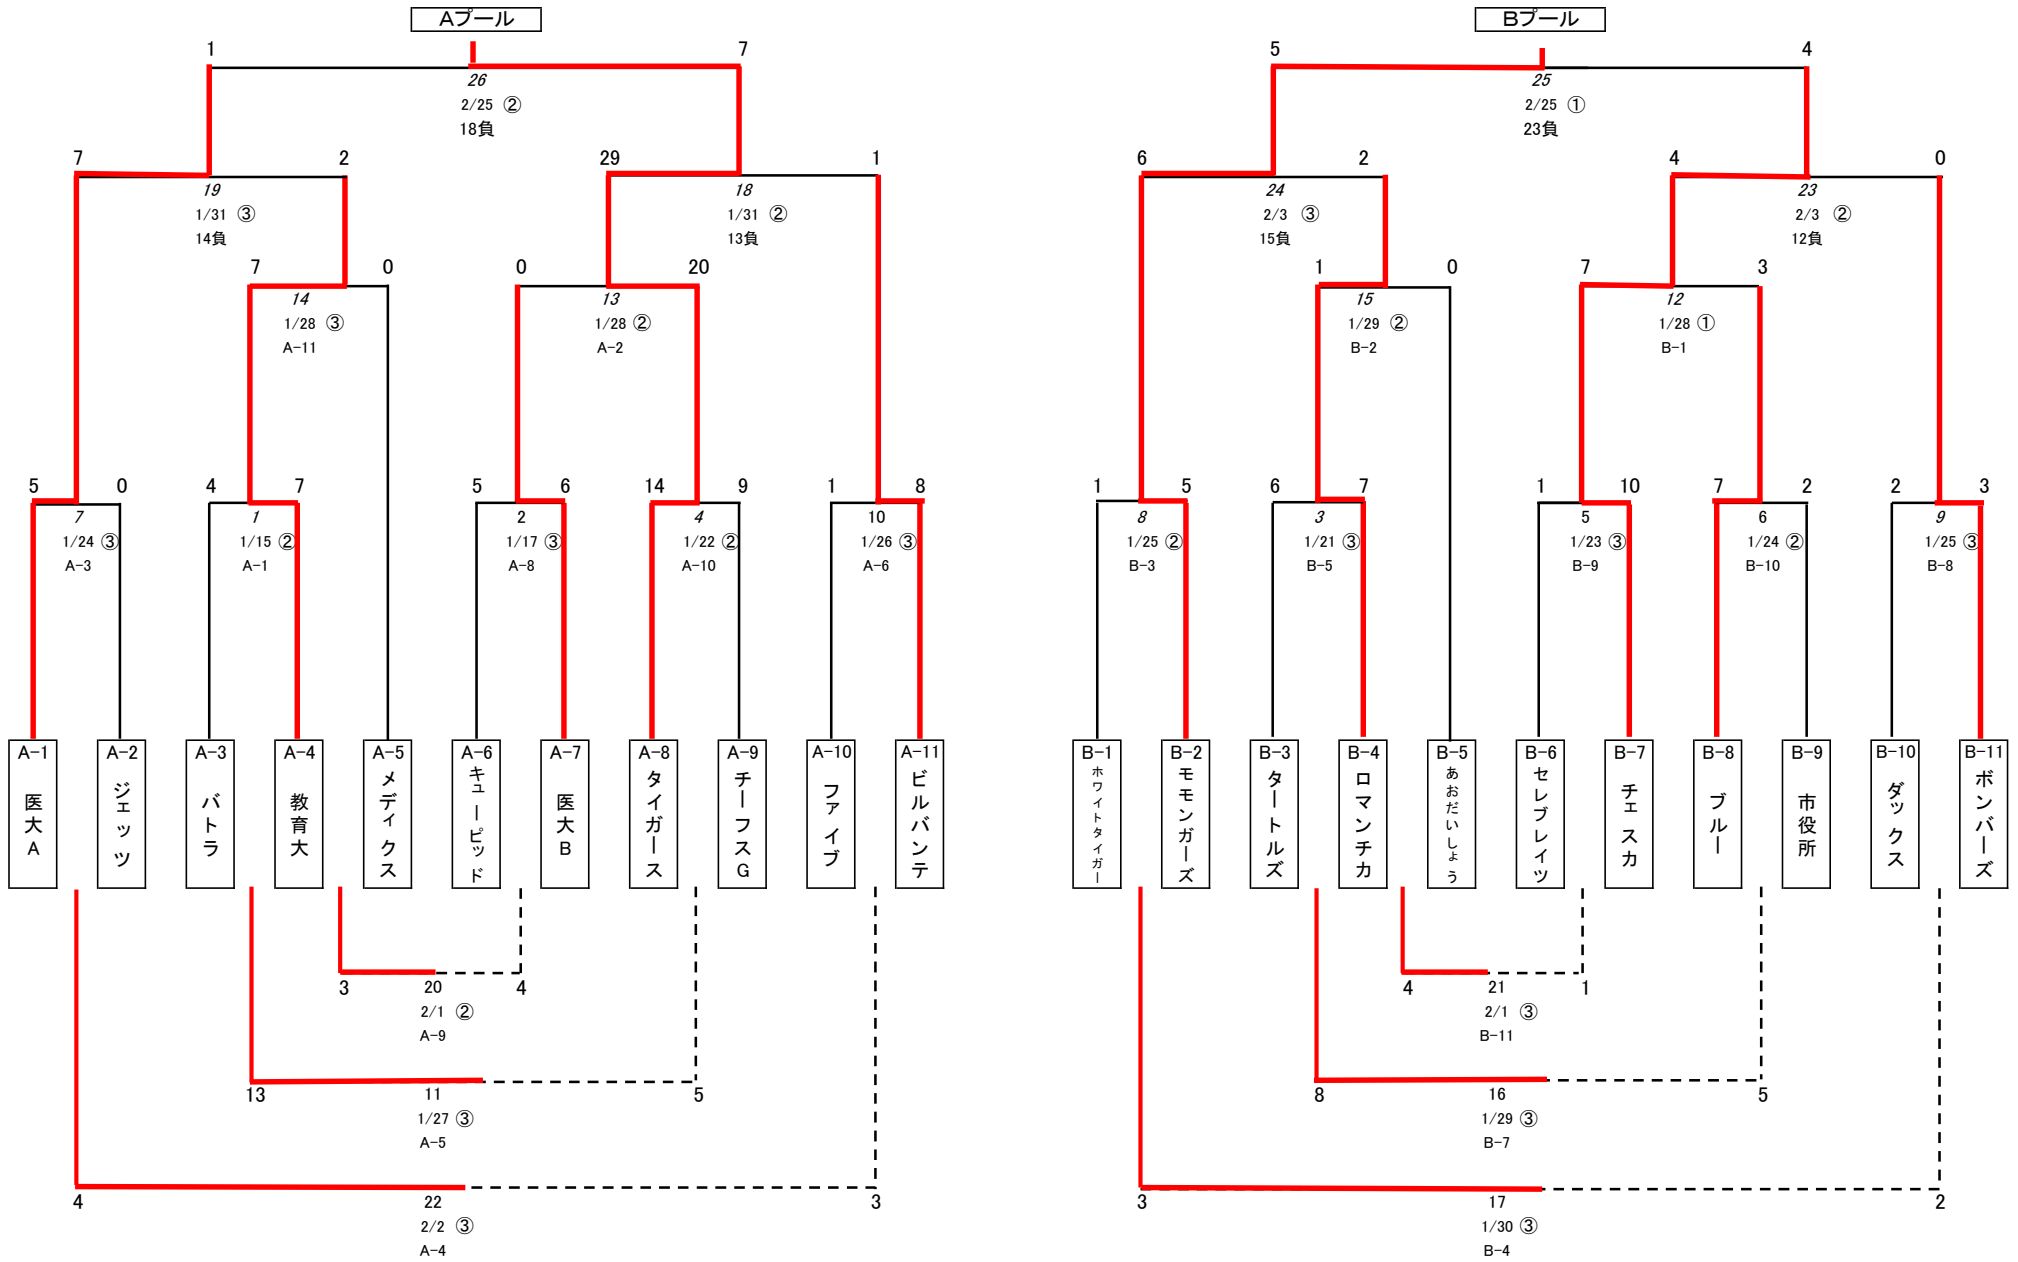 Aプール Bプール
1 7 5 4
26 25
2/25 ② 2/25 ①
18負 23負
7 2 29 1 6 2 4 0
19 18 24 23
1/31 ③ 1/31 ② 2/3 ③ 2/3 ②
14負 13負 15負 12負
7 0 0 20 1 0 7 3
14 13 15 12
1/28 ③ 1/28 ② 1/29 ② 1/28 ①
A-11 A-2 B-2 B-1
5 0 4 7 5 6 14 9 1 8 1 5 6 7 1 10 7 2 2 3
7 1 2 4 10 8 3 5 6 9
1/24 ③ 1/15 ② 1/17 ③ 1/22 ② 1/26 ③ 1/25 ② 1/21 ③ 1/23 ③ 1/24 ② 1/25 ③
A-3 A-1 A-8 A-10 A-6 B-3 B-5 B-9 B-10 B-8
A-1 A-2 A-3 A-4 A-5 A-6 A-7 A-8 A-9 A-10 A-11 B-1 B-2 B-3 B-4 B-5 B-6 B-7 B-8 B-9 B-10 B-11
医大A
ジェッツ
バトラ
教育大
メディクス
キューピッド
医大B
タイガース
チーフスG
ファイブ
ビルバンテ
ホワイトタイガー
モモンガーズ
タートルズ
ロマンチカ
あおだいしょう
セレブレイツ
チェスカ
ブルー
市役所
ダックス
ボンバーズ
3 20 4 4 21 1
2/1 ② 2/1 ③
A-9 B-11
13 11 5 8 16 5
1/27 ③ 1/29 ③
A-5 B-7
4 22 3 3 17 2
2/2 ③ 1/30 ③
A-4 B-4